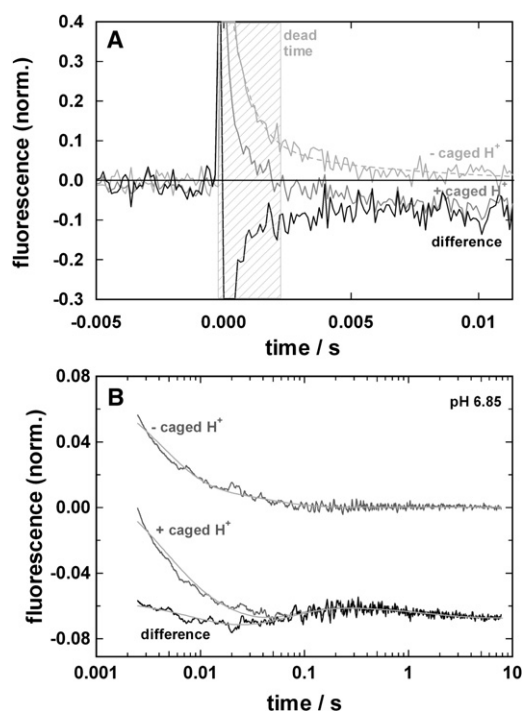 A
dead
time
0.4
0.3
0.2
0.1
0.0
-0.1
-0.2
-0.3
fluorescence (norm.)
- caged H+
+ caged H+
difference
-0.005
0.000
0.005
0.01
time / s
B
pH 6.85
0.08
0.04
0.00
-0.04
-0.08
fluorescence (norm.)
- caged H+
+ caged H+
difference
0.001
0.01
0.1
1
10
time / s